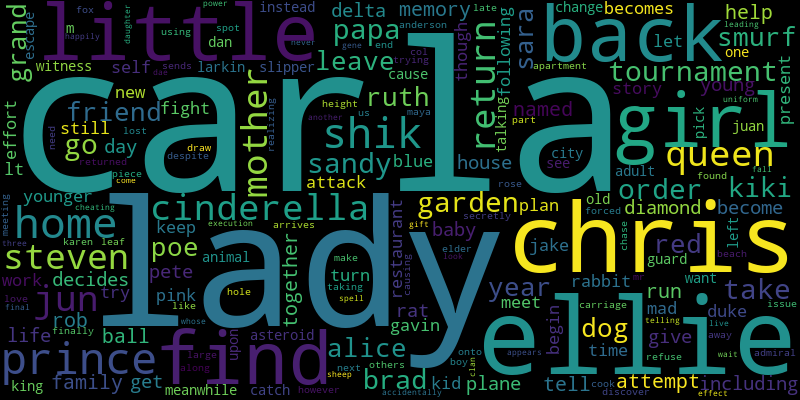 carla
lady
chris
ellie
little
back
girl
find
prince
home
shik
cinderella
steven
jun
queen
mother
return
alice
kiki
red
dog
garden
tournament
smurf
ruth
sandy
poe
go
friend
papa
leave
grand
sara
memory
delta
becomes
help
instead
change
let
one
story
young
named
present
pick
juan
following
talking
though
fox
escape
witness
self
larkin
slipper
dan
using
spot
daughter
power
happily
sends
never
anderson
gene
end
col
trying
late
leading
apartment
cause
height
us
maya
another
realizing
new
fight
still
lost
day
draw
despite
piece
come
need
returned
effort
lt
m
blue
attack
house
part
city
see
uniform
rose
adult
found
fall
order
diamond
become
left
old
forced
plan
younger
keep
meeting
cheating
karen
leaf
three
execution
arrives
gift
secretly
restaurant
baby
elder
look
causing
jake
guard
chase
beach
want
year
rabbit
take
work
decides
pete
animal
together
make
turn
taking
spell
rat
meet
run
mad
duke
issue
try
pink
hole
like
whose
love
final
rob
finally
ball
asteroid
upon
gavin
carriage
telling
live
away
begin
time
give
life
large
along
next
others
boy
onto
clan
appears
refuse
wait
admiral
king
family
get
meanwhile
catch
however
sheep
brad
kid
accidentally
plane
tell
cook
discover
attempt
effect
including
mr
dae